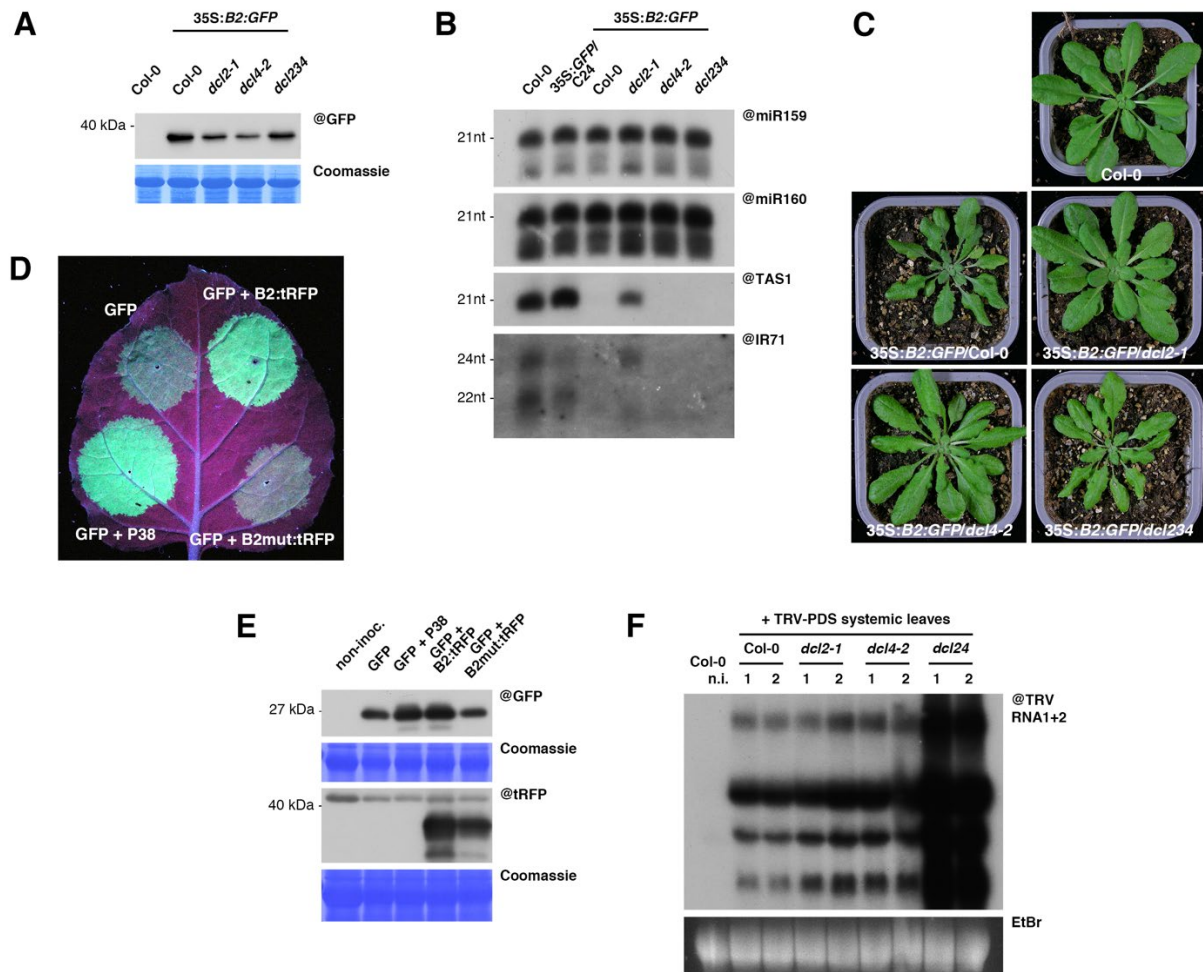 A
35S:B2:GFP
Col-0
Col-0
dcl2-1
dcl4-2
dcl234
40 kDa
@GFP
Coomassie
B
35S:B2:GFP
Col-0
35S:GFP/
C24
Col-0
dcl2-1
dcl4-2
dcl234
21nt
@miR159
21nt
@miR160
21nt
@TAS1
@IR71
24nt
22nt
C
Col-0
35S:B2:GFP/Col-0
35S:B2:GFP/dcl2-1
35S:B2:GFP/dcl4-2
35S:B2:GFP/dcl234
D
GFP
GFP + B2:tRFP
GFP + P38
GFP + B2mut:tRFP
E
non-inoc.
GFP
GFP + P38
GFP +
B2:tRFP
GFP +
B2mut:tRFP
27 kDa
@GFP
Coomassie
40 kDa
@tRFP
Coomassie
F
+ TRV-PDS systemic leaves
Col-0
Col-0
dcl2-1
dcl4-2
dcl24
n.i.
1 2 1 2 1 2 1 2
@TRV
RNA1+2
EtBr